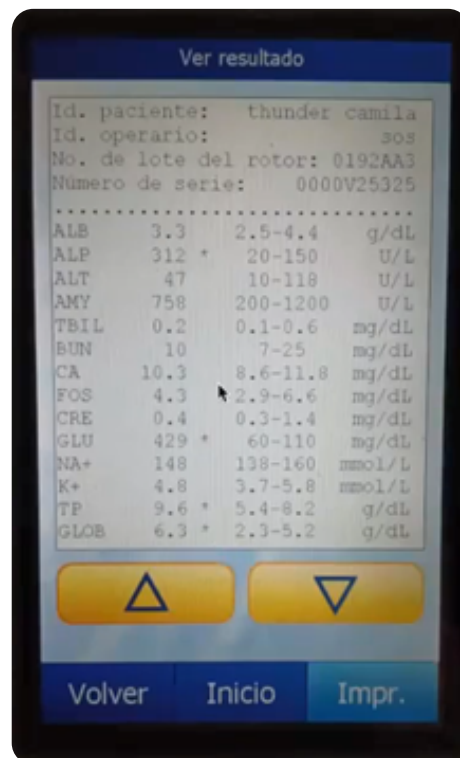 Ver resultado
Id. paciente: thunder camila
Id. operario: sos
No. de lote del rotor: 0192AA3
Número de serie: 0000V25325
ALB 3.3 2.5-4.4 g/dL
ALP 312 * 20-150 U/L
ALT 47 10-118 U/L
AMY 758 200-1200 U/L
TBIL 0.2 0.1-0.6 mg/dL
BUN 10 7-25 mg/dL
CA 10.3 8.6-11.8 mg/dL
FOS 4.3 2.9-6.6 mg/dL
CRE 0.4 0.3-1.4 mg/dL
GLU 429 * 60-110 mg/dL
NA+ 148 138-160 mmol/L
K+ 4.8 3.7-5.8 mmol/L
TP 9.6 * 5.4-8.2 g/dL
GLOB 6.3 * 2.3-5.2 g/dL
Volver Inicio Impr.